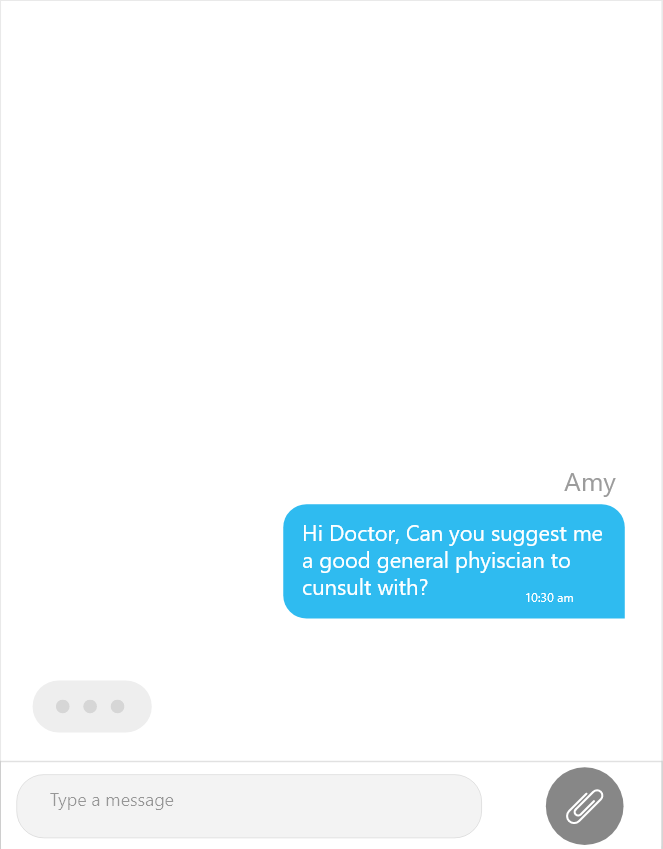 Amy
Hi Doctor, Can you suggest me
a good general phyiscian to
cunsult with?
10:30 am
Type a message